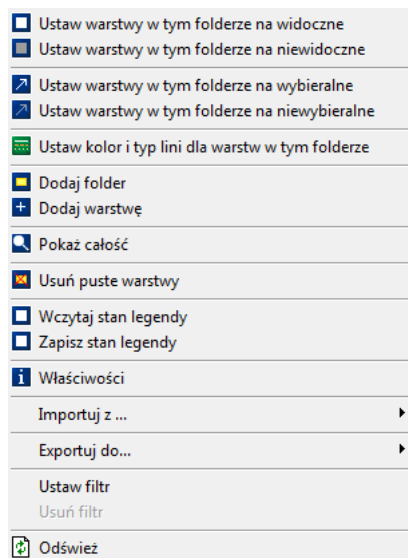 Ustaw warstwy w tym folderze na widoczne
Ustaw warstwy w tym folderze na niewidoczne
Ustaw warstwy w tym folderze na wybieralne
Ustaw warstwy w tym folderze na niewybieralne
Ustaw kolor i typ lini dla warstw w tym folderze
Dodaj folder
Dodaj warstwę
Pokaż całość
Usuń puste warstwy
Wczytaj stan legendy
Zapisz stan legendy
Właściwości
Importuj z ...
Exportuj do...
Ustaw filtr
Usuń filtr
Odśwież